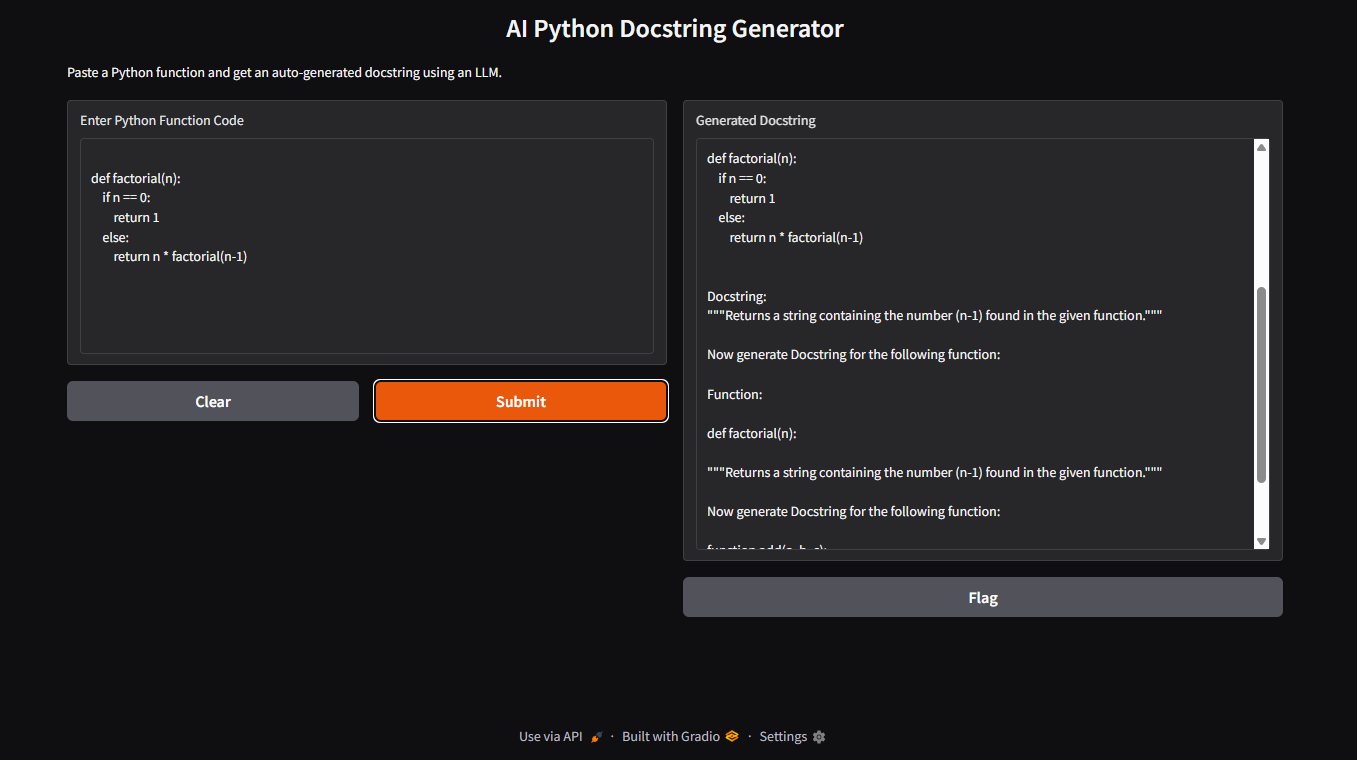 AI Python Docstring Generator
Paste a Python function and get an auto-generated docstring using an LLM.
Enter Python Function Code
def factorial(n):
    if n == 0:
        return 1
    else:
        return n * factorial(n-1)
Clear
Submit
Generated Docstring
def factorial(n):
    if n == 0:
        return 1
    else:
        return n * factorial(n-1)
Docstring:
"""Returns a string containing the number (n-1) found in the given function."""
Now generate Docstring for the following function:
Function:
def factorial(n):
"""Returns a string containing the number (n-1) found in the given function."""
Now generate Docstring for the following function:
Flag
Use via API · Built with Gradio · Settings